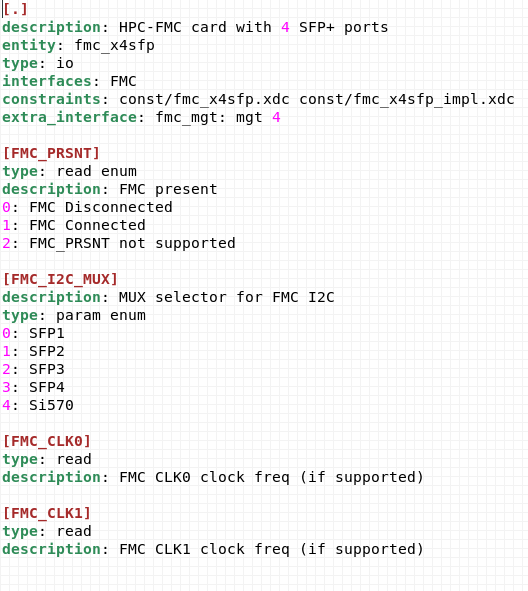 [.]
description: HPC-FMC card with 4 SFP+ ports
entity: fmc_x4sfp
type: io
interfaces: FMC
constraints: const/fmc_x4sfp.xdc const/fmc_x4sfp_impl.xdc
extra_interface: fmc_mgt: mgt 4

[FMC_PRSNT]
type: read enum
description: FMC present
0: FMC Disconnected
1: FMC Connected
2: FMC_PRSNT not supported

[FMC_I2C_MUX]
description: MUX selector for FMC I2C
type: param enum
0: SFP1
1: SFP2
2: SFP3
3: SFP4
4: Si570

[FMC_CLK0]
type: read
description: FMC CLK0 clock freq (if supported)

[FMC_CLK1]
type: read
description: FMC CLK1 clock freq (if supported)